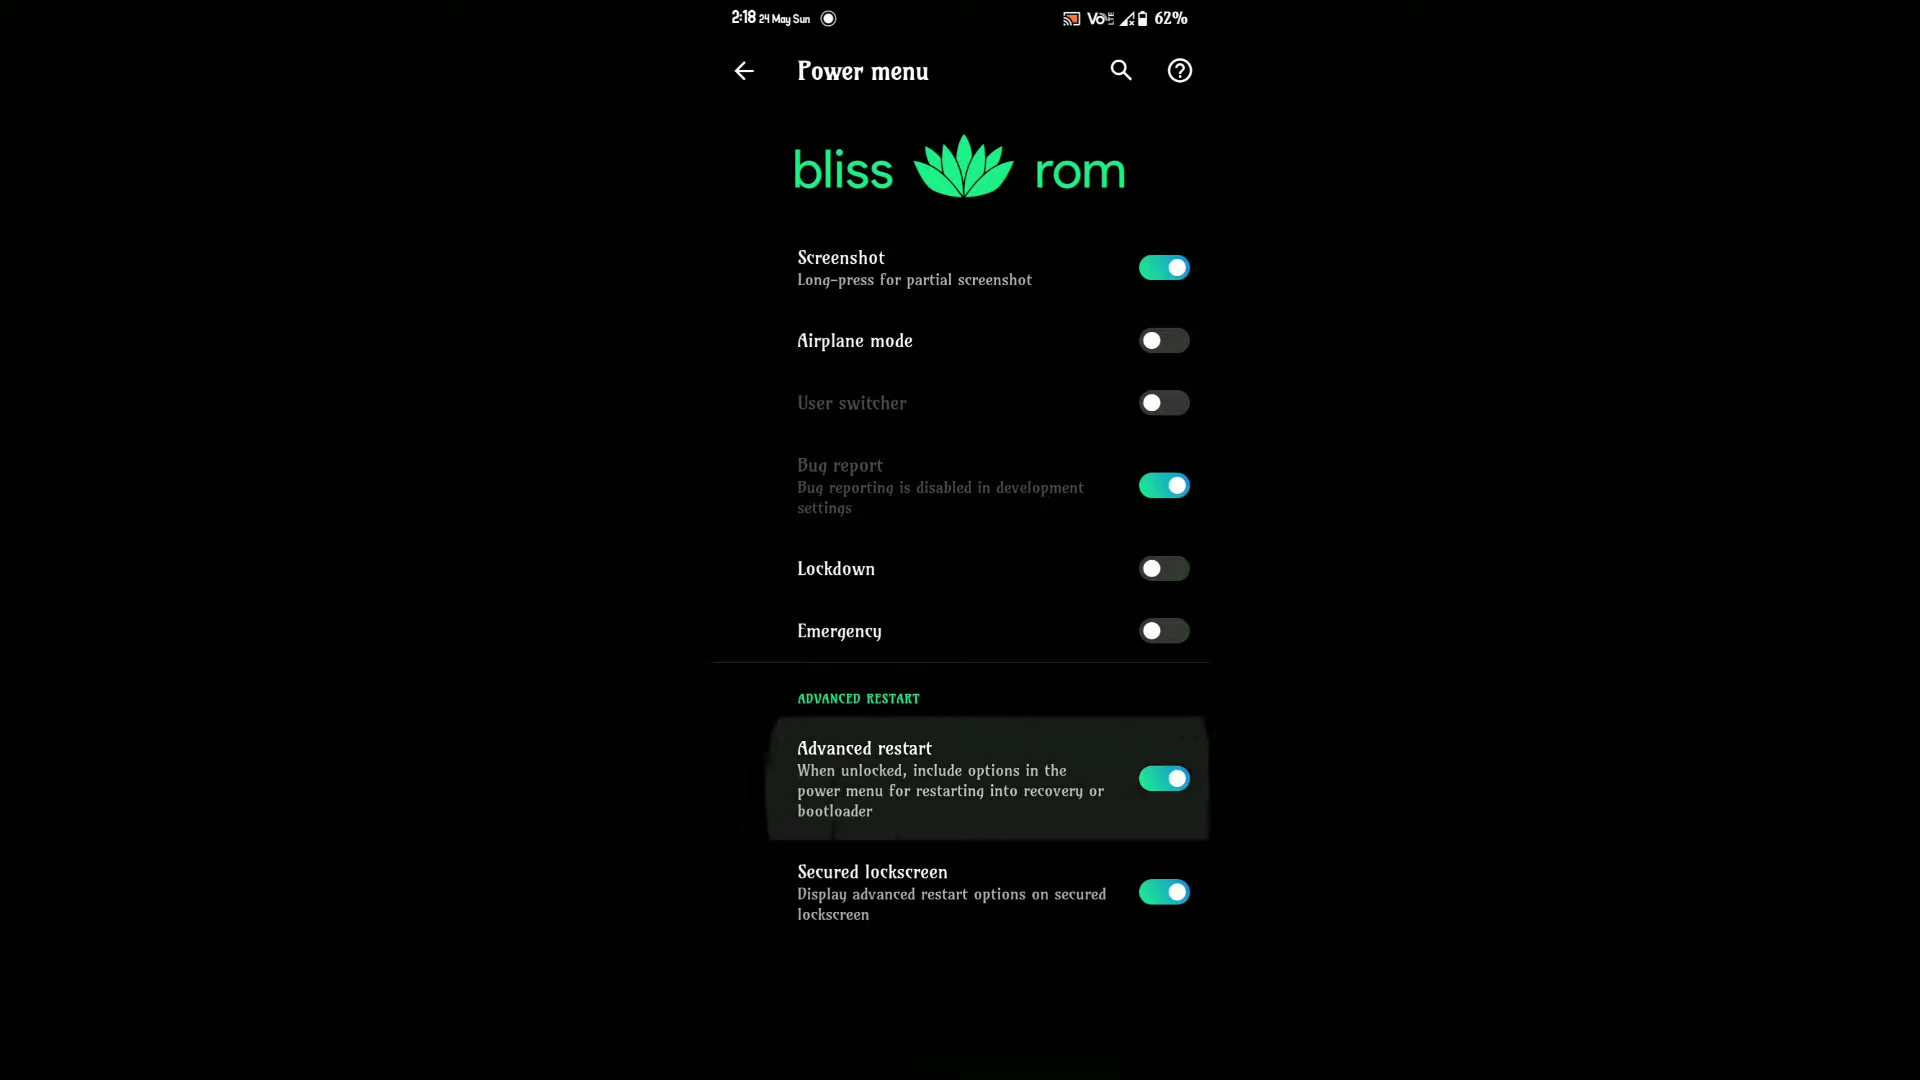 2:18 24 May Sun Vo LTE 62%
Power menu
bliss rom
Screenshot
Long-press for partial screenshot
Airplane mode
User switcher
Bug report
Bug reporting is disabled in development
settings
Lockdown
Emergency
ADVANCED RESTART
Advanced restart
When unlocked, include options in the
power menu for restarting into recovery or
bootloader
Secured lockscreen
Display advanced restart options on secured
lockscreen